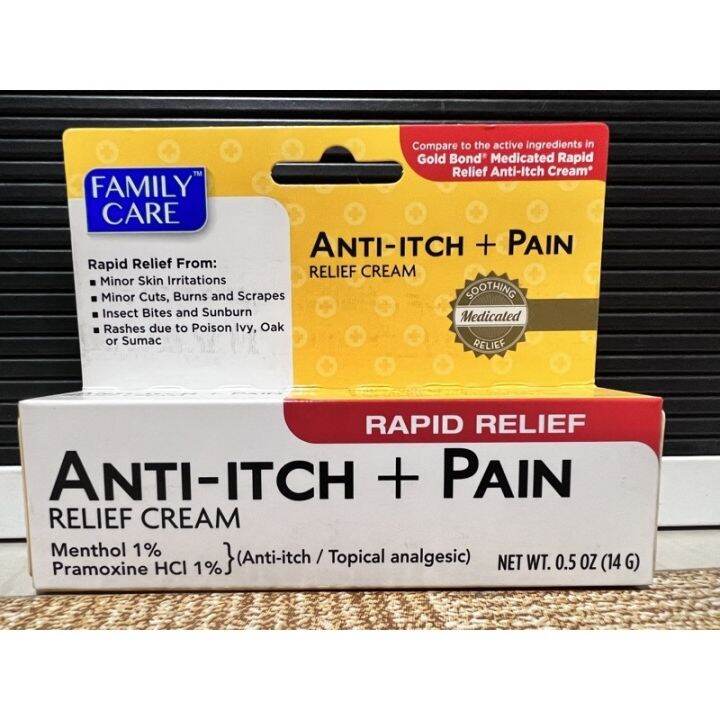 Compare to the active ingredients in
Gold Bond® Medicated Rapid
Relief Anti-Itch Cream*
FAMILY™
CARE
Rapid Relief From:
▪ Minor Skin Irritations
▪ Minor Cuts, Burns and Scrapes
▪ Insect Bites and Sunburn
▪ Rashes due to Poison Ivy, Oak
or Sumac
ANTI-ITCH + PAIN
RELIEF CREAM
SOOTHING
Medicated
RELIEF
RAPID RELIEF
ANTI-ITCH + PAIN
RELIEF CREAM
Menthol 1%
Pramoxine HCl 1% } (Anti-itch / Topical analgesic)
NET WT. 0.5 OZ (14 G)